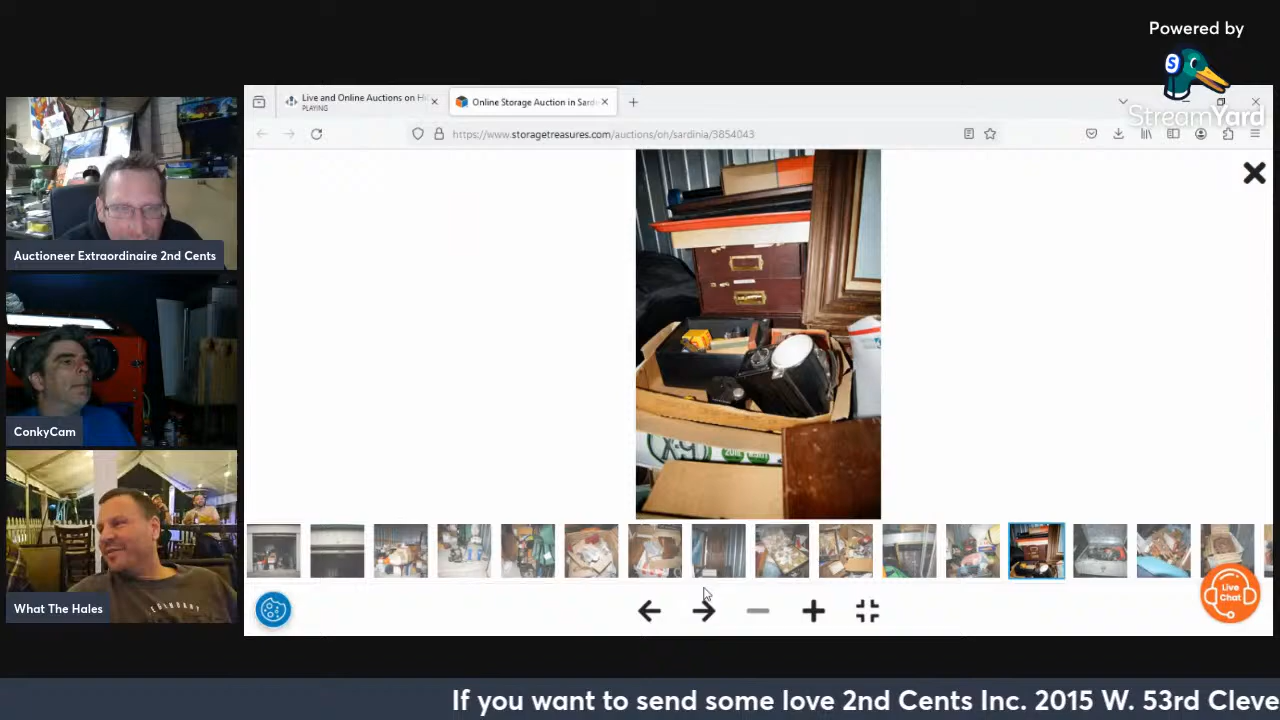 Powered by
StreamYard
Live and Online Auctions on Hi
PLAYING
Online Storage Auction in Sard
https://www.storagetreasures.com/auctions/oh/sardinia/3854043
Auctioneer Extraordinaire 2nd Cents
ConkyCam
What The Hales
Live
Chat
If you want to send some love 2nd Cents Inc. 2015 W. 53rd Cleve